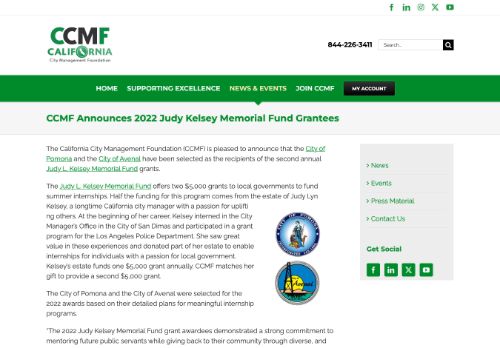 CCMF
CALIFORNIA
City Management Foundation
844-226-3411
Search...
HOME SUPPORTING EXCELLENCE NEWS & EVENTS JOIN CCMF MY ACCOUNT
CCMF Announces 2022 Judy Kelsey Memorial Fund Grantees
The California City Management Foundation (CCMF) is pleased to announce that the City of
Pomona and the City of Avenal have been selected as the recipients of the second annual
Judy L. Kelsey Memorial Fund grants.
The Judy L. Kelsey Memorial Fund offers two $5,000 grants to local governments to fund
summer internships. Half the funding for this program comes from the estate of Judy Lyn
Kelsey, a longtime California city manager with a passion for uplifti
ng others. At the beginning of her career, Kelsey interned in the City
Manager's Office in the City of San Dimas and participated in a grant
program for the Los Angeles Police Department. She saw great
value in these experiences and donated part of her estate to enable
internships for individuals with a passion for local government.
Kelsey's estate funds one $5,000 grant annually. CCMF matches her
gift to provide a second $5,000 grant.
The City of Pomona and the City of Avenal were selected for the
2022 awards based on their detailed plans for meaningful internship
programs.
"The 2022 Judy Kelsey Memorial Fund grant awardees demonstrated a strong commitment to
mentoring future public servants while giving back to their community through diverse, and
> News
> Events
> Press Material
> Contact Us
Get Social